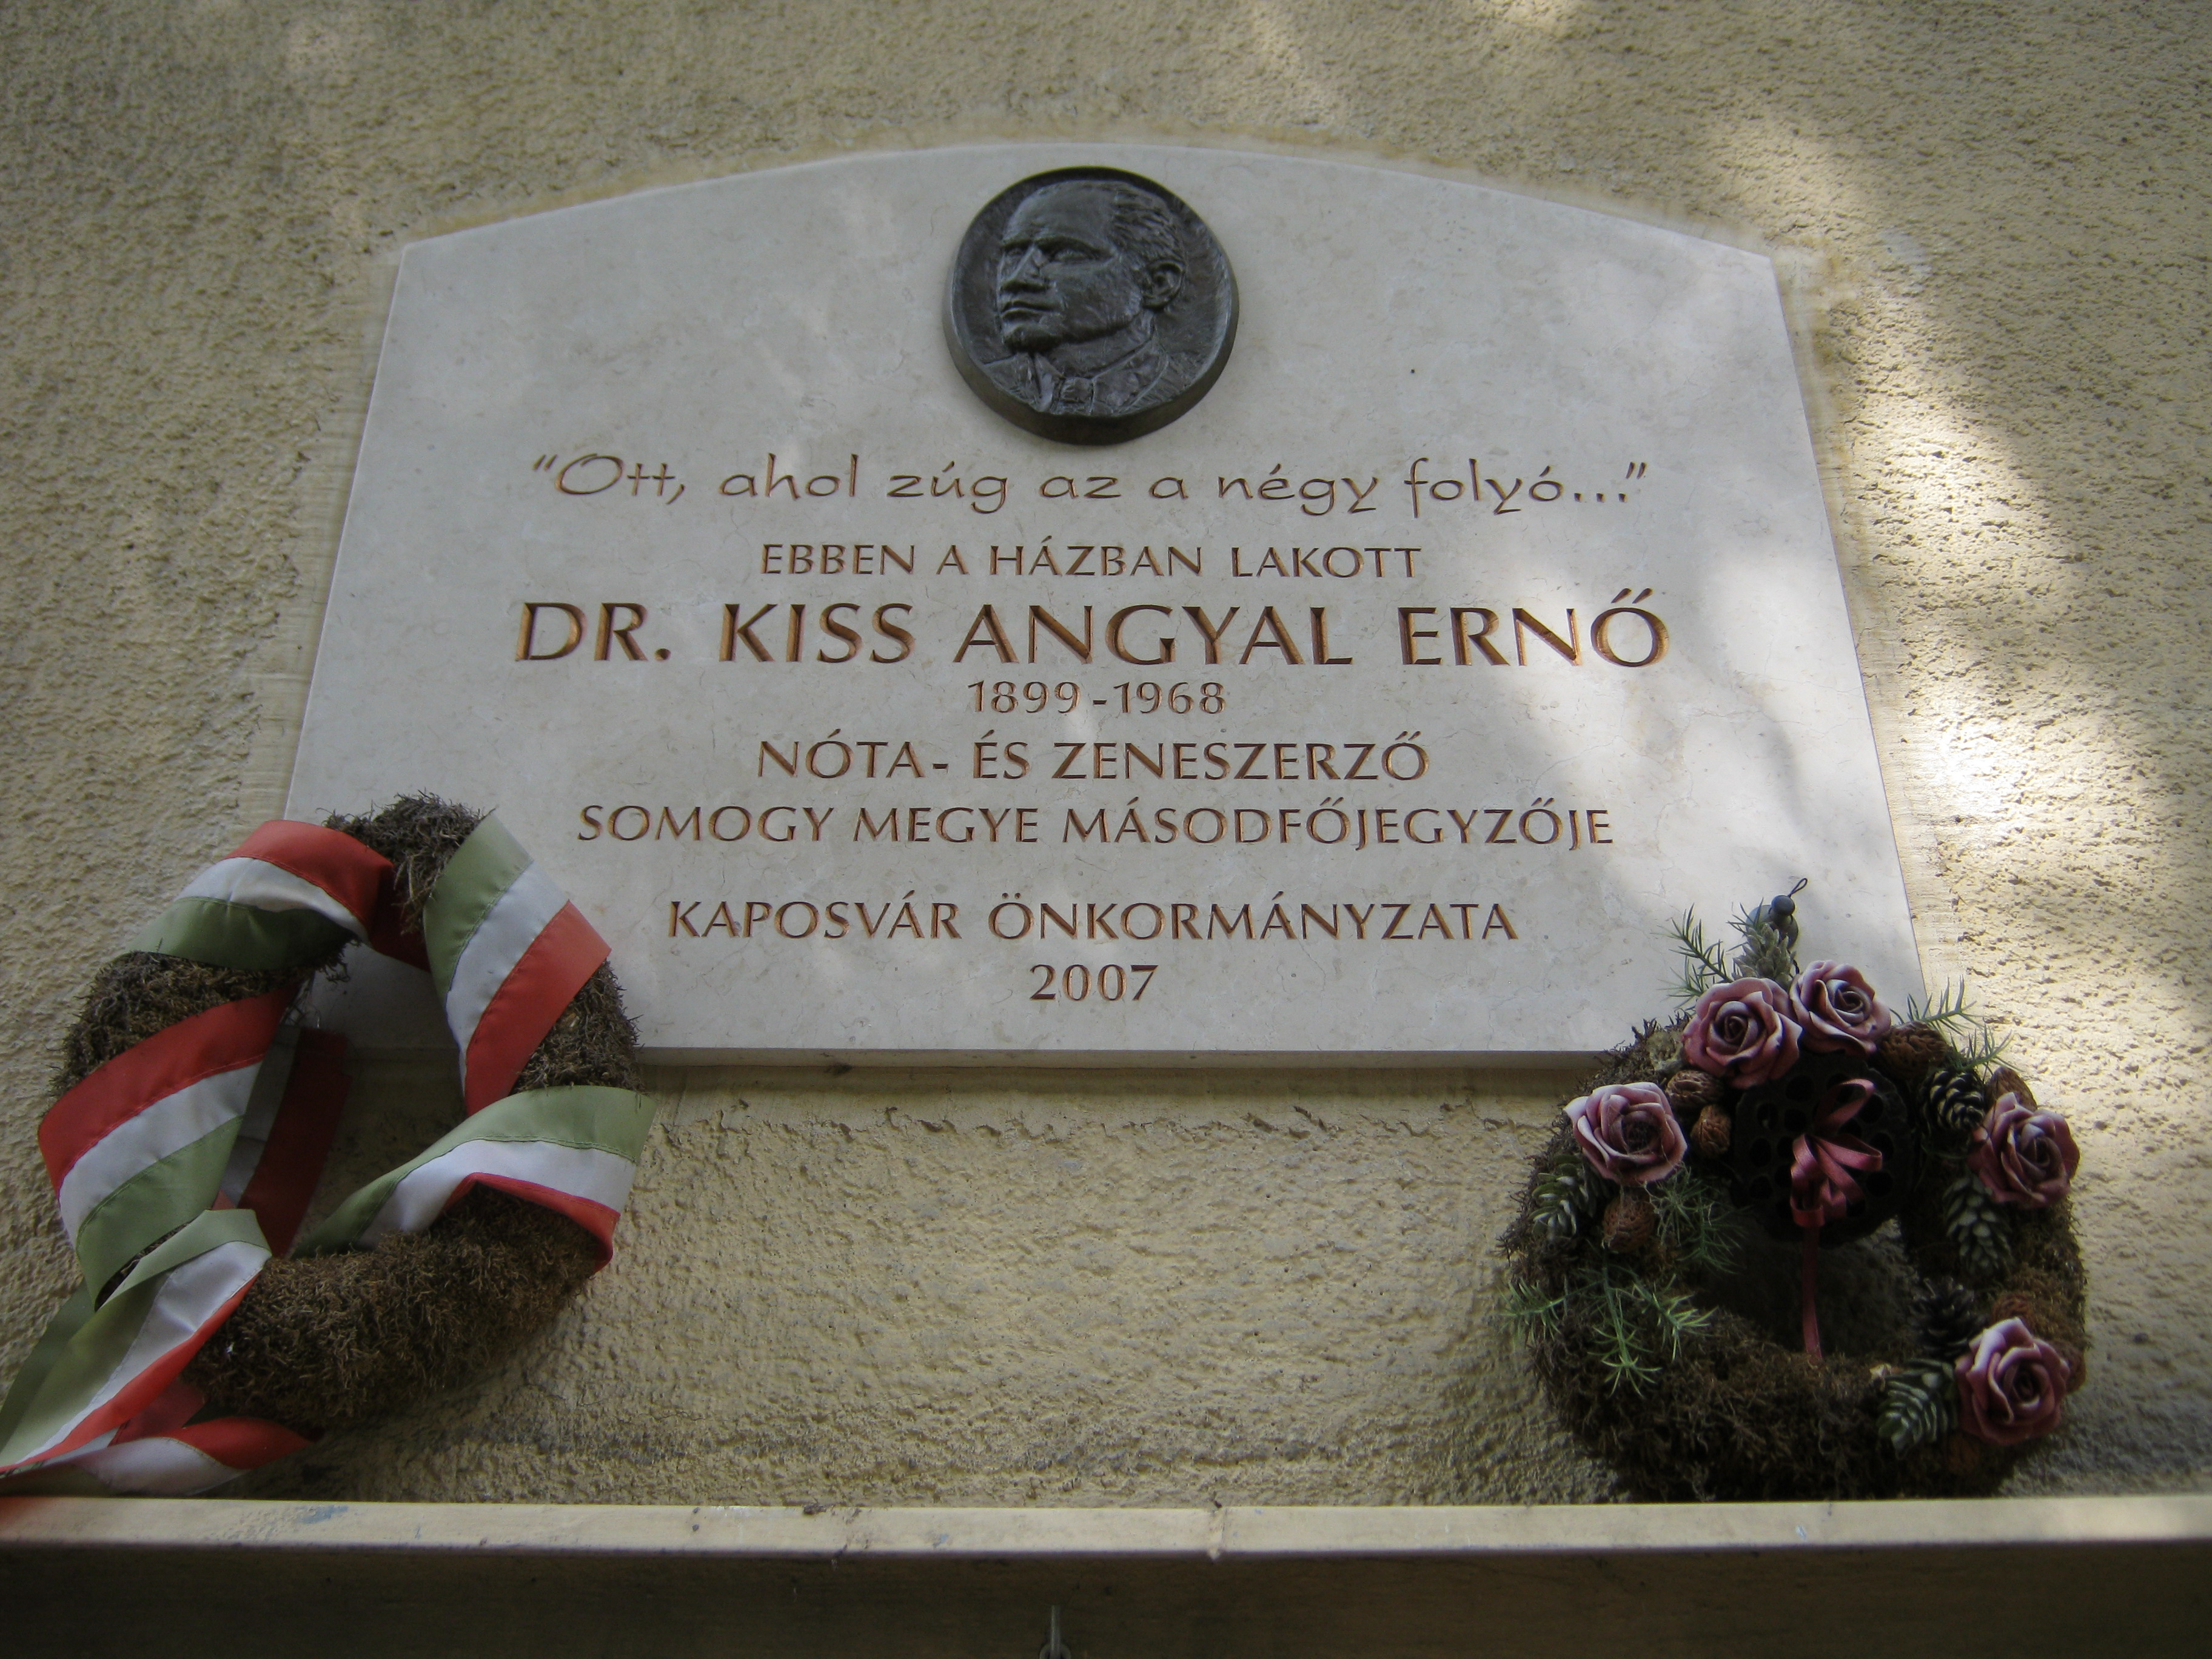 "Ott, ahol zúg az a négy folyó..."
EBBEN A HÁZBAN LAKOTT
DR. KISS ANGYAL ERNŐ
1899-1968
NÓTA- ÉS ZENESZERZŐ
SOMOGY MEGYE MÁSODFŐJEGYZŐJE
KAPOSVÁR ÖNKORMÁNYZATA
2007